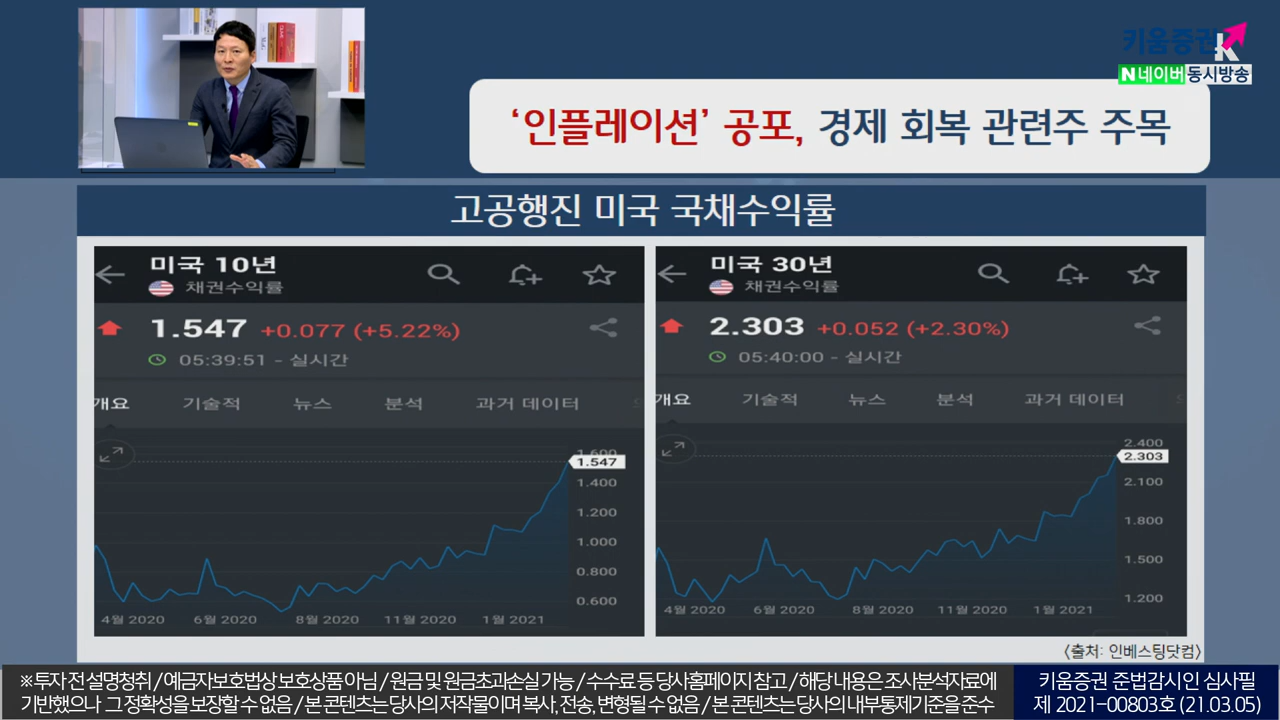 키움증권K
N 네이버 동시방송
‘인플레이션’ 공포, 경제 회복 관련주 주목
고공행진 미국 국채수익률
미국 10년
채권수익률
1.547 +0.077 (+5.22%)
05:39:51 - 실시간
개요 기술적 뉴스 분석 과거 데이터
1.600
1.547
1.400
1.200
1.000
0.800
0.600
4월 2020 6월 2020 8월 2020 11월 2020 1월 2021
미국 30년
채권수익률
2.303 +0.052 (+2.30%)
05:40:00 - 실시간
개요 기술적 뉴스 분석 과거 데이터
2.400
2.303
2.100
1.800
1.500
1.200
4월 2020 6월 2020 8월 2020 11월 2020 1월 2021
<출처: 인베스팅닷컴>
※ 투자 전 설명청취 / 예금자보호법상 보호상품 아님 / 원금 및 원금초과손실 가능 / 수수료 등 당사홈페이지 참고 / 해당 내용은 조사분석자료에
기반했으나 그 정확성을 보장할 수 없음 / 본 콘텐츠는 당사의 저작물이며 복사, 전송, 변형될 수 없음 / 본 콘텐츠는 당사의 내부통제기준을 준수
키움증권 준법감시인 심사필
제 2021-00803호 (21.03.05)